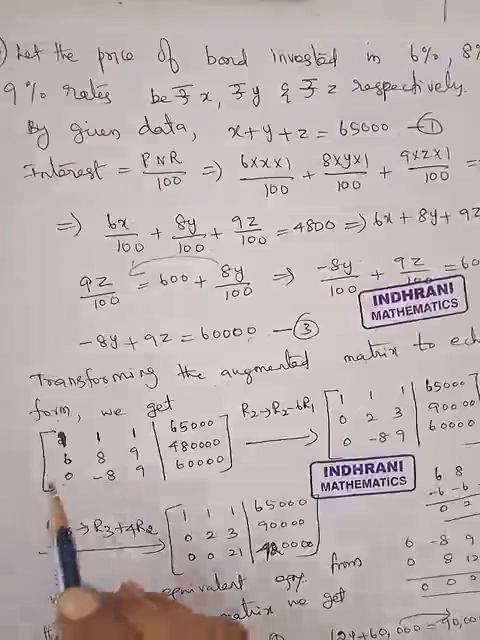 Let the price of bond invested in 6%, 8%
9% rates be ₹ x, ₹ y & ₹ z respectively.
By given data, x+y+z = 65000 —①
Interest = PNR/100 => 6×x×1/100 + 8×y×1/100 + 9×z×1/100 =
=> 6x/100 + 8y/100 + 9z/100 = 4800 => 6x + 8y + 9z
9z/100 = 600 + 8y/100 => -8y/100 + 9z/100 = 60
INDHRANI
MATHEMATICS
-8y + 9z = 60000 —③
Transforming the augmented matrix to ech
form, we get
[1 1 1 | 65000] R2→R2-6R1 [1 1 1 | 65000
[6 8 9 | 480000] [0 2 3 | 90000
[0 -8 9 | 60000] [0 -8 9 | 60000
INDHRANI
MATHEMATICS
→R3+4R2 [1 1 1 | 65000]
[0 2 3 | 90000]
[0 0 21 | 420000]
6 8
-6 -6
0 2
0 -8 9
0 8 12
0 0 2
equivalent from
matrix we get
12y+60,000 = 90,00